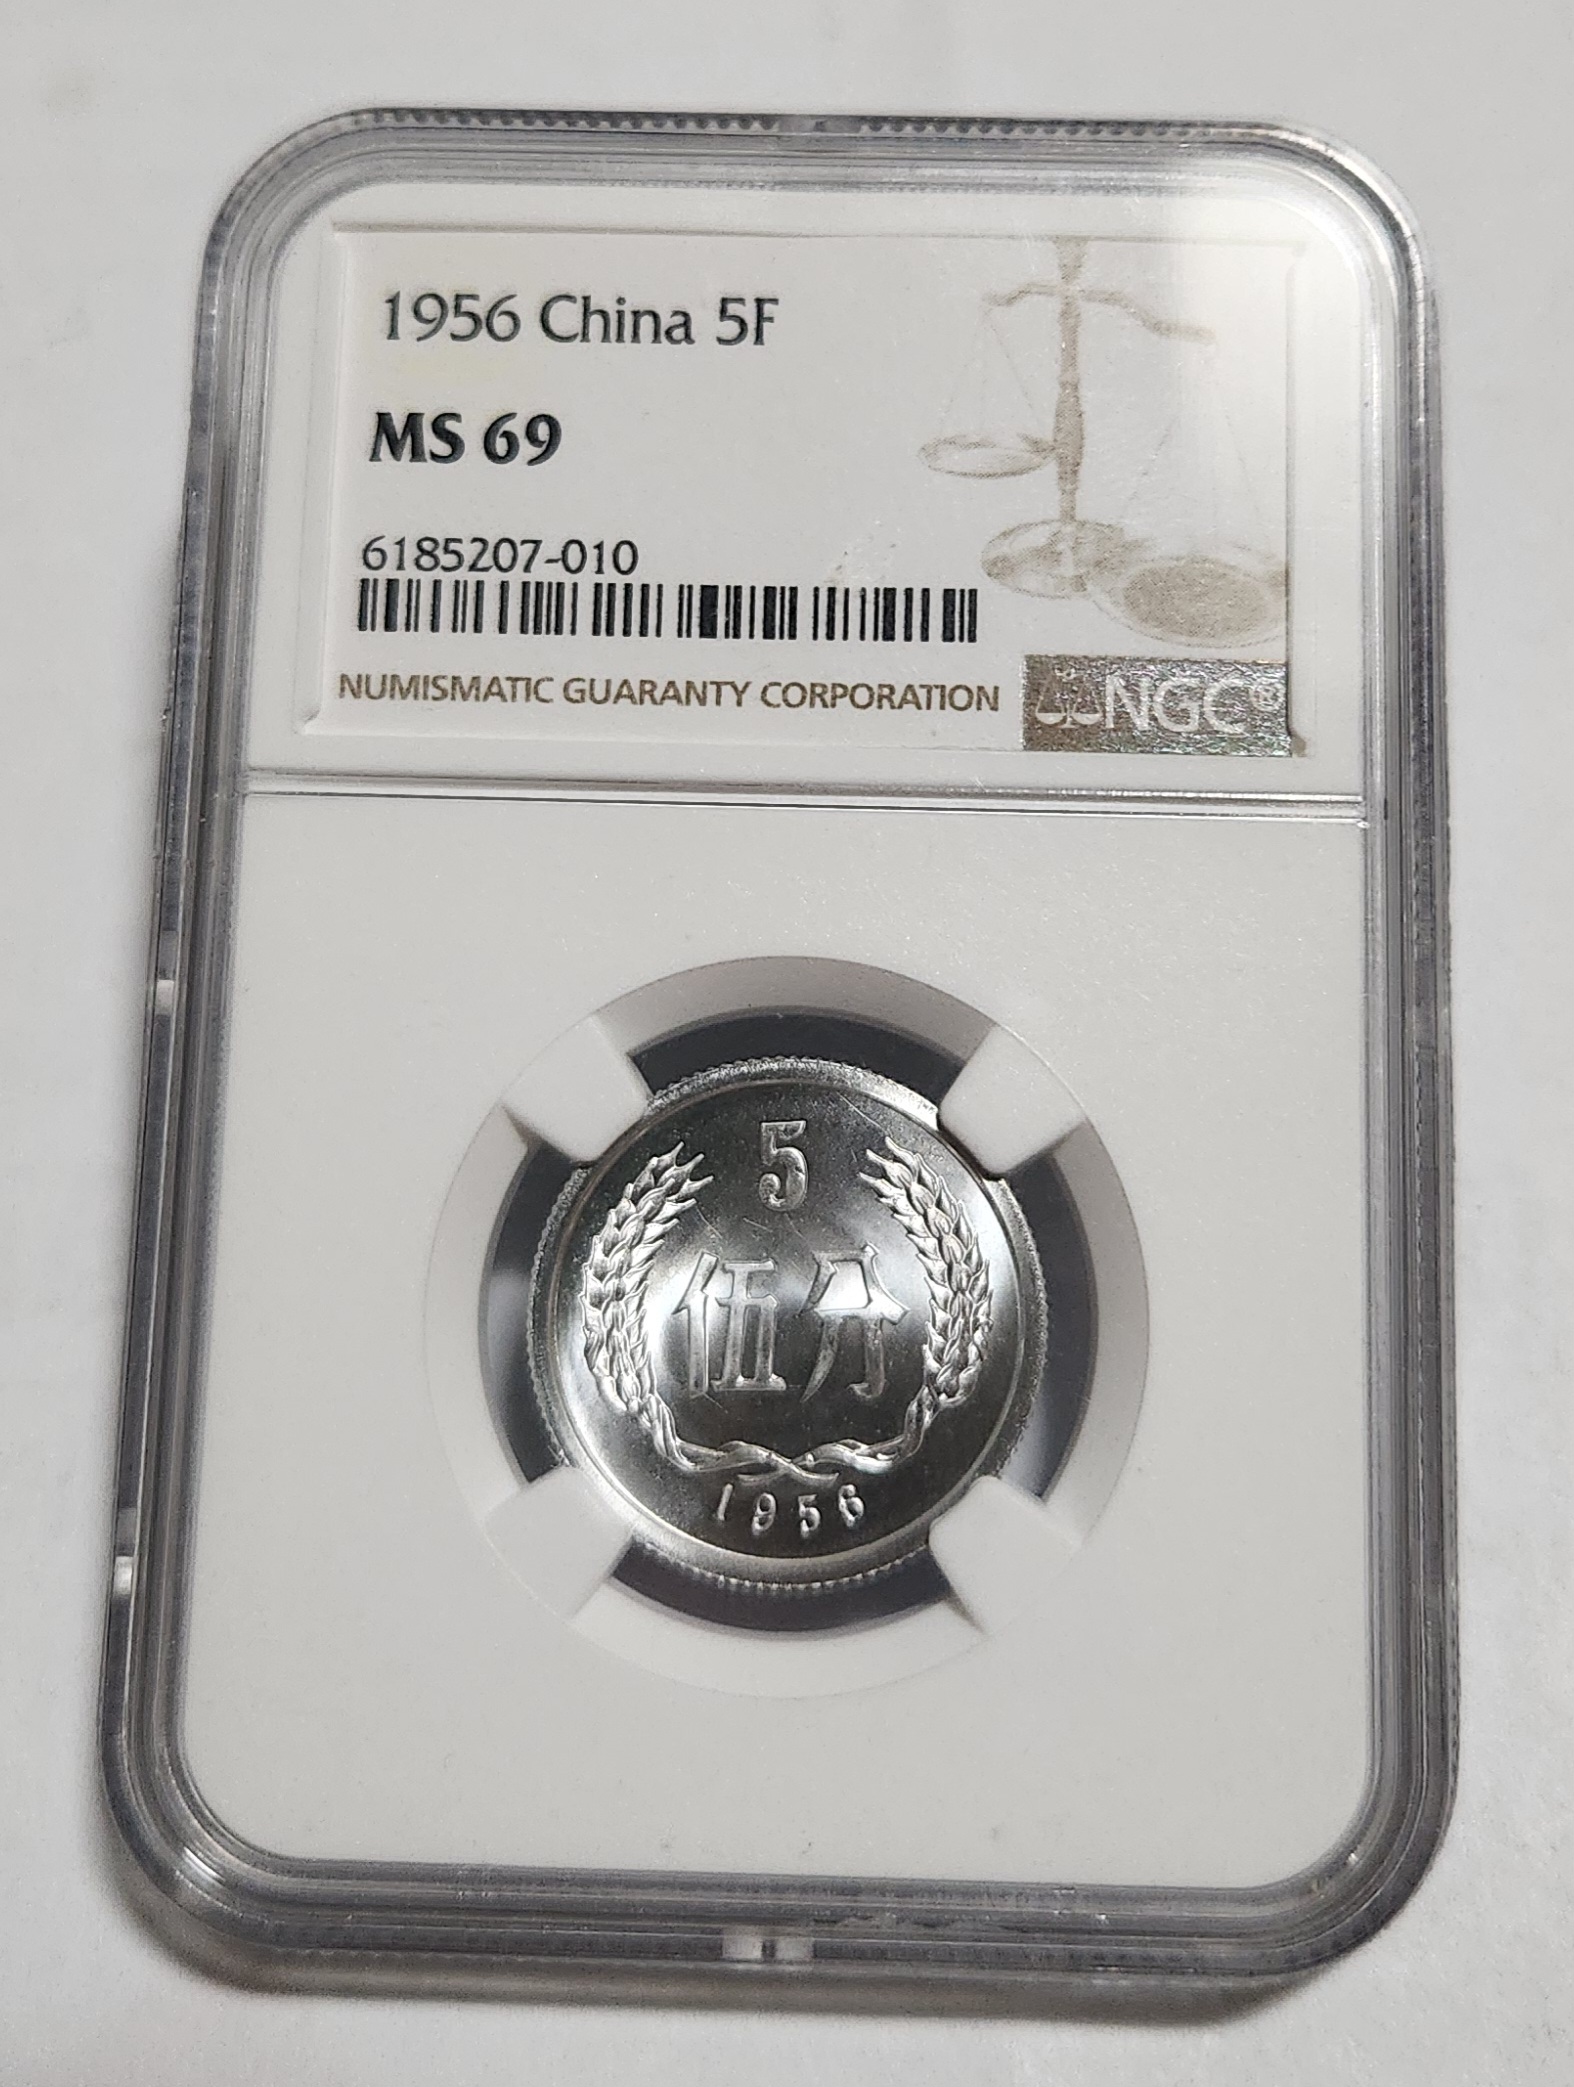 1956 China 5F
MS 69
6185207-010
NUMISMATIC GUARANTY CORPORATION
NGC®
5
伍分
1956